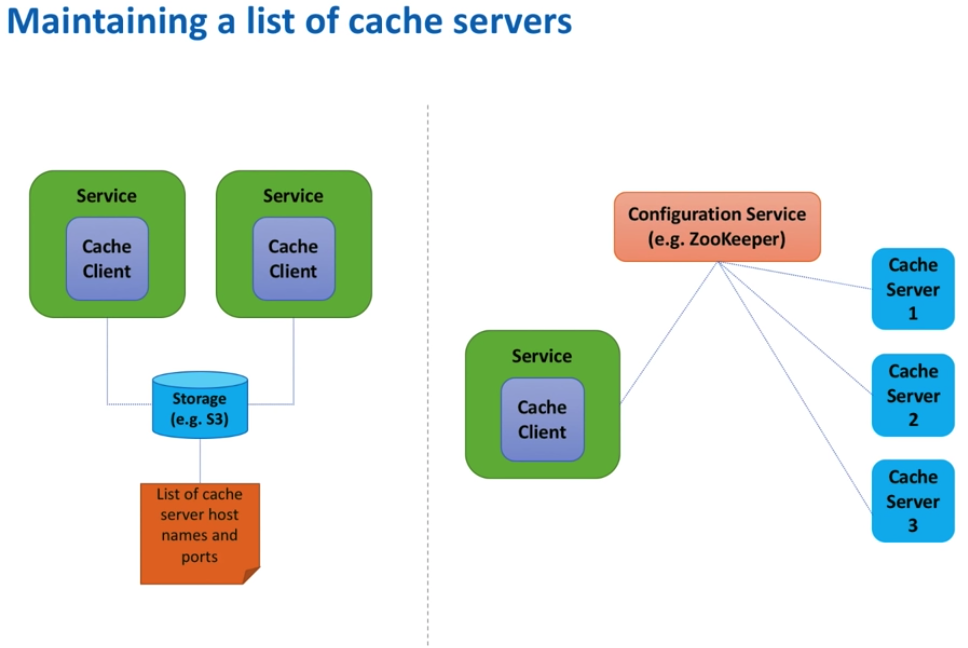 Maintaining a list of cache servers
Service
Cache
Client
Service
Cache
Client
Storage
(e.g. S3)
List of cache
server host
names and
ports
Configuration Service
(e.g. ZooKeeper)
Service
Cache
Client
Cache
Server
1
Cache
Server
2
Cache
Server
3